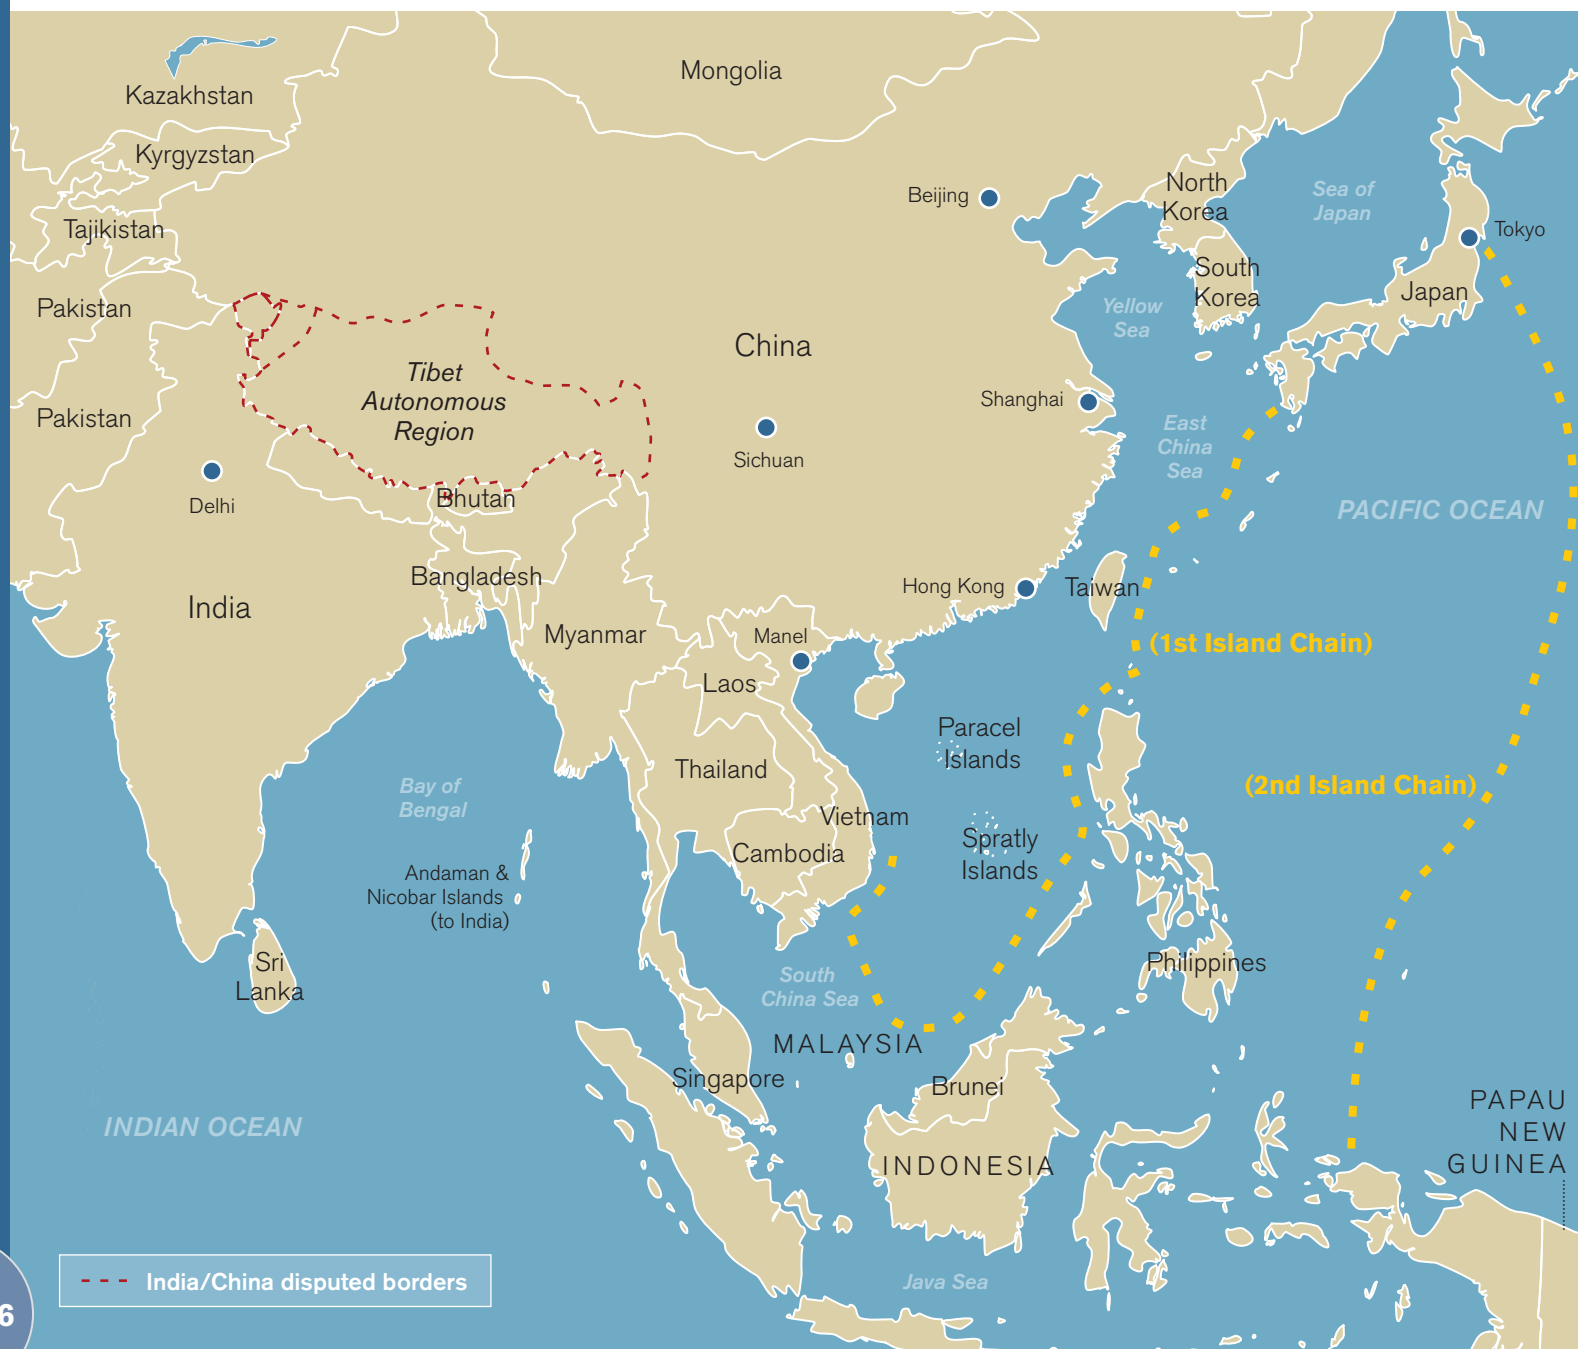 Mongolia
Kazakhstan
Kyrgyzstan
Tajikistan
Pakistan
Pakistan
Beijing
North
Korea
South
Korea
Sea of
Japan
Tokyo
Japan
Yellow
Sea
China
Tibet
Autonomous
Region
Shanghai
East
China
Sea
Sichuan
Delhi
Bhutan
PACIFIC OCEAN
Bangladesh
India
Myanmar
Hong Kong
Taiwan
Manel
Laos
(1st Island Chain)
Paracel
Islands
Thailand
(2nd Island Chain)
Bay of
Bengal
Vietnam
Cambodia
Spratly
Islands
Andaman &
Nicobar Islands
(to India)
Sri
Lanka
South
China Sea
Philippines
MALAYSIA
Singapore
Brunei
INDIAN OCEAN
INDONESIA
PAPAU
NEW
GUINEA
Java Sea
India/China disputed borders
6